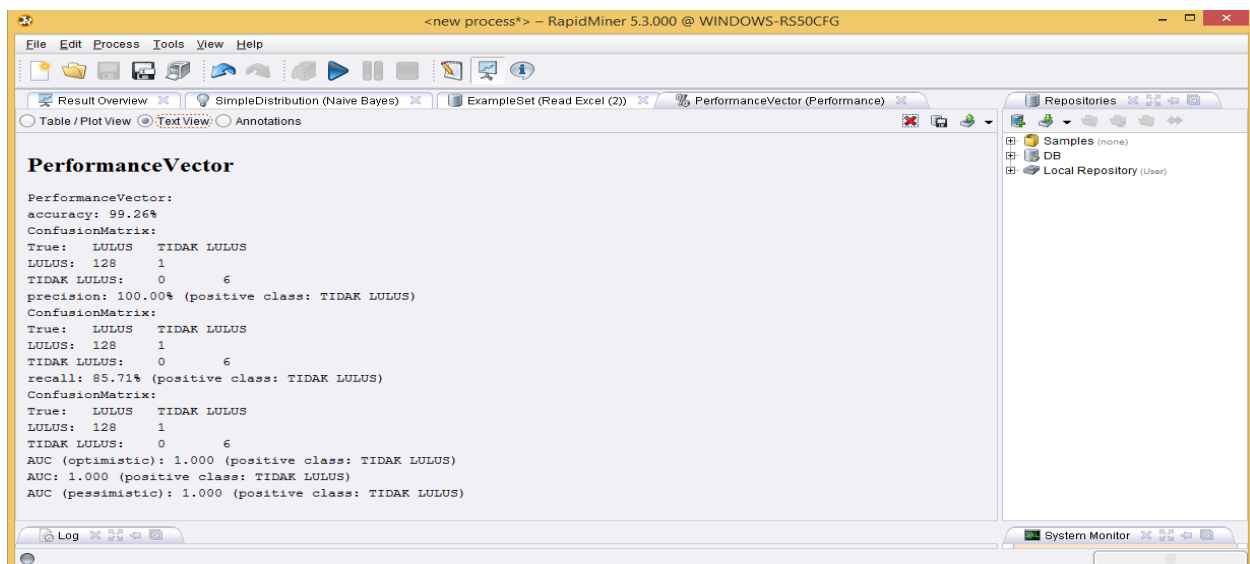 <new process*> – RapidMiner 5.3.000 @ WINDOWS-RS50CFG
File Edit Process Tools View Help
Result Overview SimpleDistribution (Naive Bayes) ExampleSet (Read Excel (2)) PerformanceVector (Performance) Repositories
Table / Plot View Text View Annotations
Samples (none)
DB
Local Repository (User)
PerformanceVector
PerformanceVector:
accuracy: 99.26%
ConfusionMatrix:
True: LULUS TIDAK LULUS
LULUS: 128 1
TIDAK LULUS: 0 6
precision: 100.00% (positive class: TIDAK LULUS)
ConfusionMatrix:
True: LULUS TIDAK LULUS
LULUS: 128 1
TIDAK LULUS: 0 6
recall: 85.71% (positive class: TIDAK LULUS)
ConfusionMatrix:
True: LULUS TIDAK LULUS
LULUS: 128 1
TIDAK LULUS: 0 6
AUC (optimistic): 1.000 (positive class: TIDAK LULUS)
AUC: 1.000 (positive class: TIDAK LULUS)
AUC (pessimistic): 1.000 (positive class: TIDAK LULUS)
Log System Monitor